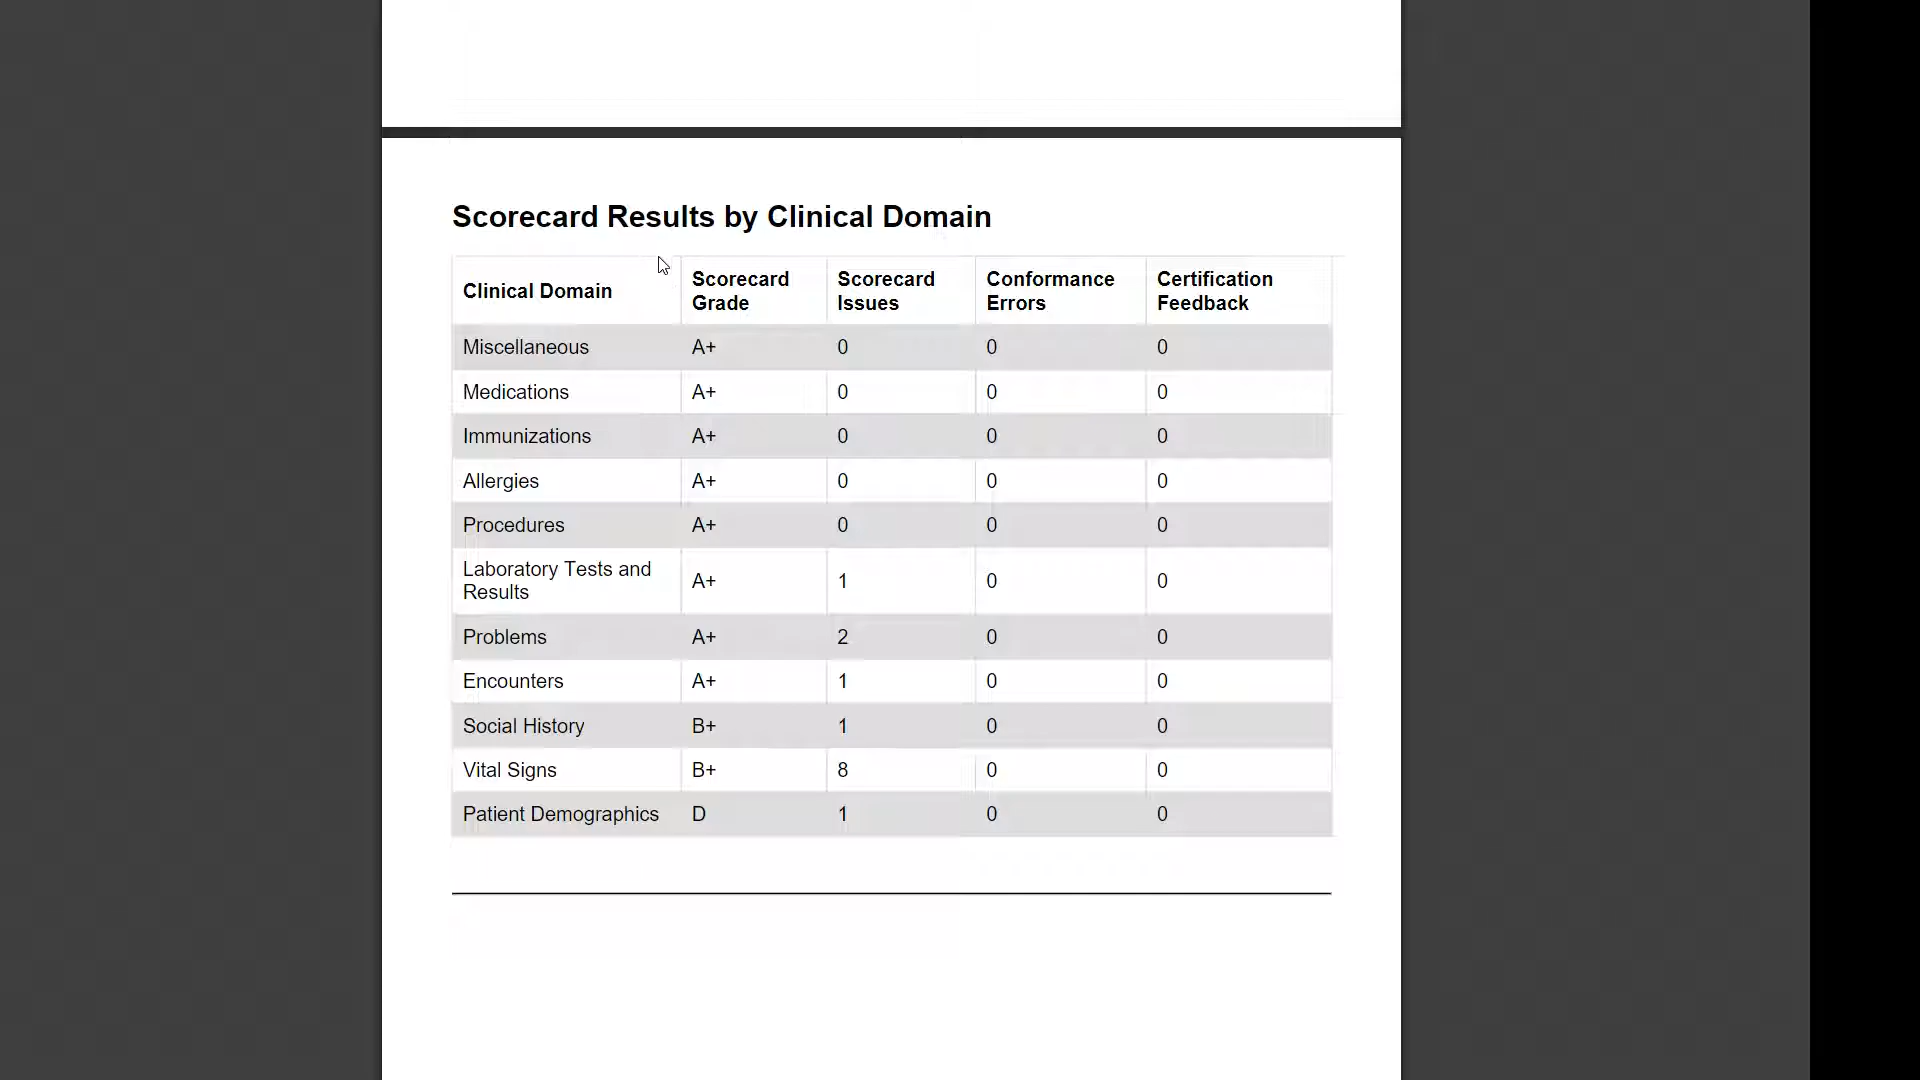 Scorecard Results by Clinical Domain
Clinical Domain Scorecard Grade Scorecard Issues Conformance Errors Certification Feedback
Miscellaneous A+ 0 0 0
Medications A+ 0 0 0
Immunizations A+ 0 0 0
Allergies A+ 0 0 0
Procedures A+ 0 0 0
Laboratory Tests and Results A+ 1 0 0
Problems A+ 2 0 0
Encounters A+ 1 0 0
Social History B+ 1 0 0
Vital Signs B+ 8 0 0
Patient Demographics D 1 0 0